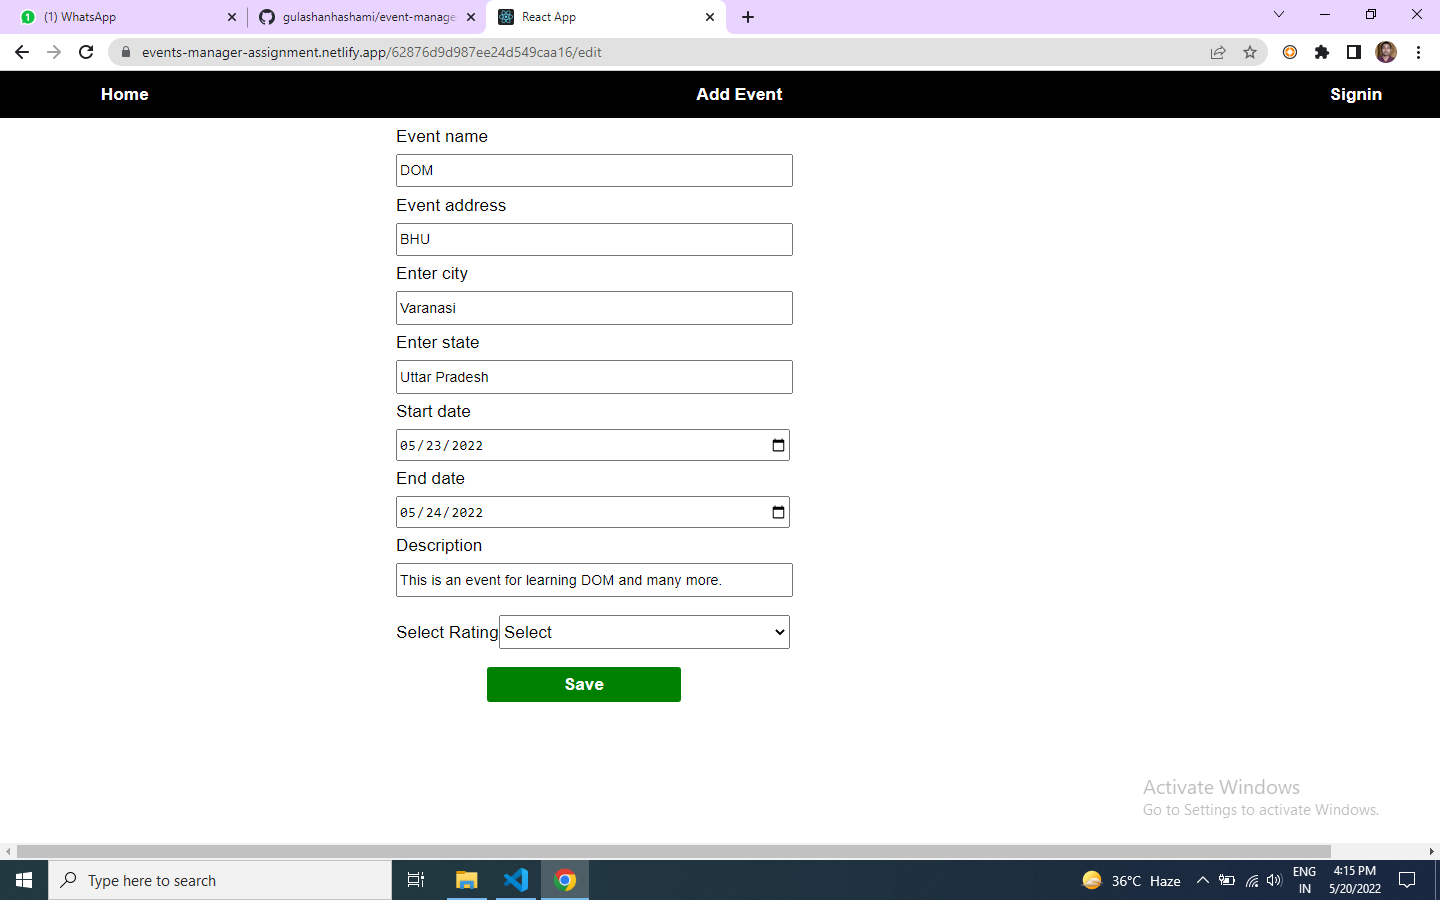 (1) WhatsApp
gulashanhashami/event-manage
React App
events-manager-assignment.netlify.app/62876d9d987ee24d549caa16/edit
Home Add Event Signin
Event name
DOM
Event address
BHU
Enter city
Varanasi
Enter state
Uttar Pradesh
Start date
05/23/2022
End date
05/24/2022
Description
This is an event for learning DOM and many more.
Select Rating Select
Save
Activate Windows
Go to Settings to activate Windows.
Type here to search
36°C Haze
ENG
IN
4:15 PM
5/20/2022